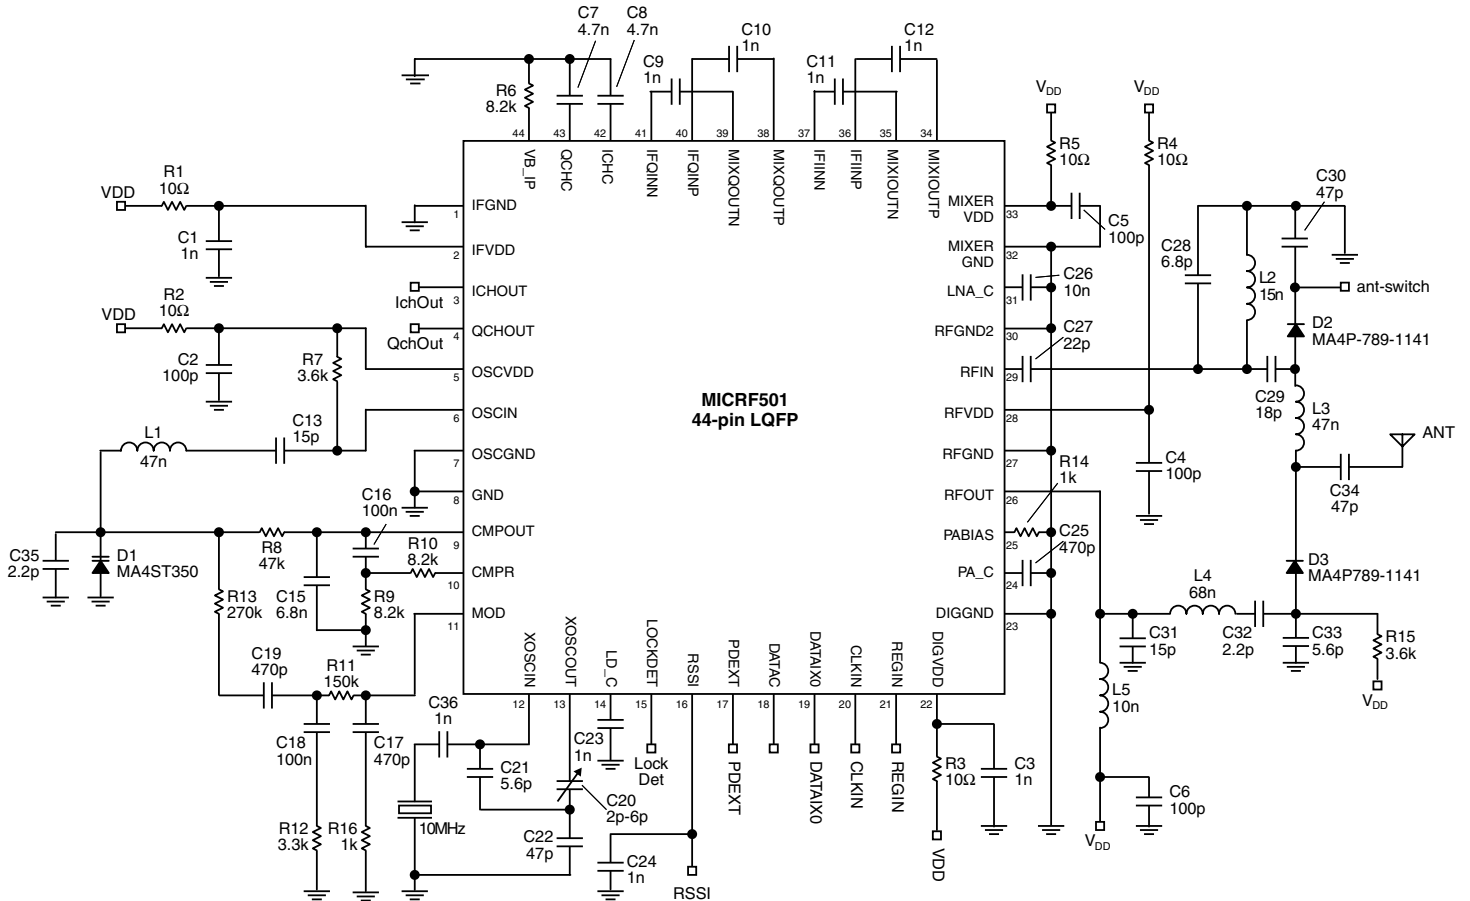 C7
4.7n
C8
4.7n
C9
1n
C10
1n
C11
1n
C12
1n
R6
8.2k
44
43
42
41
40
39
38
37
36
35
34
VB_IP
QCHC
ICHC
IFQINN
IFQINP
MIXQOUTN
MIXQOUTP
IFIINN
IFIINP
MIXIOUTN
MIXIOUTP
VDD
R1
10Ω
C1
1n
VDD
R2
10Ω
C2
100p
R7
3.6k
C13
15p
L1
47n
IchOut
QchOut
1
IFGND
2
IFVDD
3
ICHOUT
4
QCHOUT
5
OSCVDD
6
OSCIN
7
OSCGND
8
GND
9
CMPOUT
10
CMPR
11
MOD
MICRF501
44-pin LQFP
MIXER
VDD
33
MIXER
GND
32
LNA_C
31
RFGND2
30
RFIN
29
RFVDD
28
RFGND
27
RFOUT
26
PABIAS
25
PA_C
24
DIGGND
23
VDD
R5
10Ω
VDD
R4
10Ω
C5
100p
C26
10n
C27
22p
C28
6.8p
L2
15n
C30
47p
ant-switch
D2
MA4P-789-1141
C29
18p
L3
47n
ANT
C34
47p
C4
100p
R14
1k
C25
470p
D3
MA4P789-1141
L4
68n
C31
15p
C32
2.2p
C33
5.6p
R15
3.6k
VDD
L5
10n
C6
100p
VDD
C35
2.2p
D1
MA4ST350
R8
47k
C16
100n
R10
8.2k
R13
270k
C15
6.8n
R9
8.2k
C19
470p
R11
150k
C18
100n
C17
470p
R12
3.3k
R16
1k
XOSCIN
XOSCOUT
LD_C
LOCKDET
RSSI
PDEXT
DATAC
DATAIX0
CLKIN
REGIN
DIGVDD
12
13
14
15
16
17
18
19
20
21
22
C36
1n
C21
5.6p
C23
1n
C20
2p-6p
10MHz
C22
47p
Lock
Det
C24
1n
RSSI
PDEXT
DATAIX0
CLKIN
REGIN
R3
10Ω
C3
1n
VDD